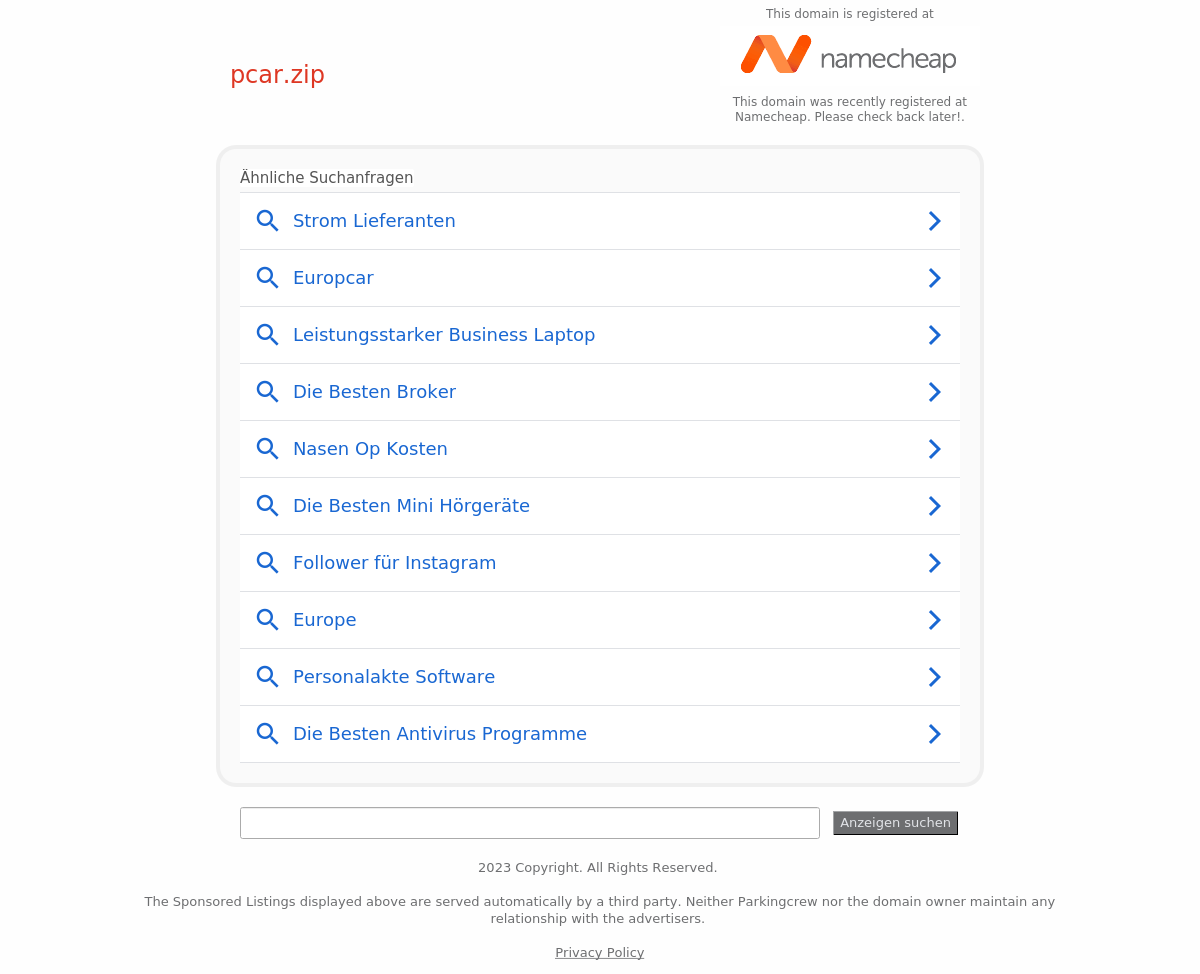 This domain is registered at
namecheap
pcar.zip
This domain was recently registered at
Namecheap. Please check back later!.
Ähnliche Suchanfragen
Strom Lieferanten
Europcar
Leistungsstarker Business Laptop
Die Besten Broker
Nasen Op Kosten
Die Besten Mini Hörgeräte
Follower für Instagram
Europe
Personalakte Software
Die Besten Antivirus Programme
Anzeigen suchen
2023 Copyright. All Rights Reserved.
The Sponsored Listings displayed above are served automatically by a third party. Neither Parkingcrew nor the domain owner maintain any
relationship with the advertisers.
Privacy Policy